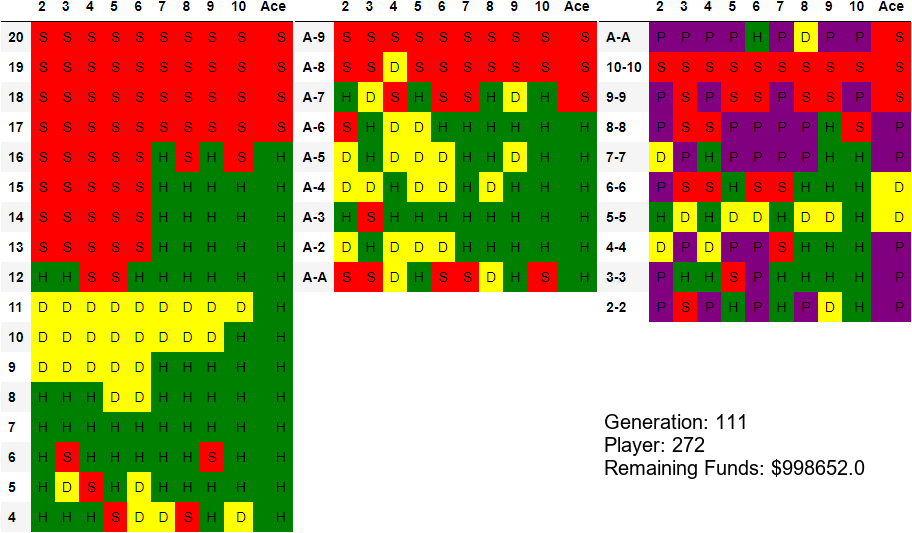 2 3 4 5 6 7 8 9 10 Ace 2 3 4 5 6 7 8 9 10 Ace 2 3 4 5 6 7 8 9 10 Ace
20 S S S S S S S S S S A-9 S S S S S S S S S S A-A P P P P H P D P P S
19 S S S S S S S S S S A-8 S S D S S S S S S S 10-10 S S S S S S S S S S
18 S S S S S S S S S S A-7 H D S H S S H D H S 9-9 P S P S S P S S P S
17 S S S S S S S S S S A-6 S H D D H H H H H H 8-8 P S S P P P P H S P
16 S S S S S H S H S H A-5 D H D D D H H D H H 7-7 D P H P P P P H H P
15 S S S S S H H H H H A-4 D D H D D H D H H H 6-6 P S S H S S H H H D
14 S S S S S H H H H H A-3 H S H H H H H H H H 5-5 H D H D D H D D H D
13 S S S S S H H H H H A-2 D H D D D H H H H H 4-4 D P D P P S H H H P
12 H H S S H H H H H H A-A S S D H S S D H S H 3-3 P H H S P H H H H P
11 D D D D D D D D D H 2-2 P S P H P H P D H P
10 D D D D D D D D H H
9 D D D D D H H H H H
8 H H H D D H H H H H
7 H H H H H H H H H H
6 H S H H H H H S H H
5 H D S H D H H H H H
4 H H H S D D S H D H
Generation: 111
Player: 272
Remaining Funds: $998652.0